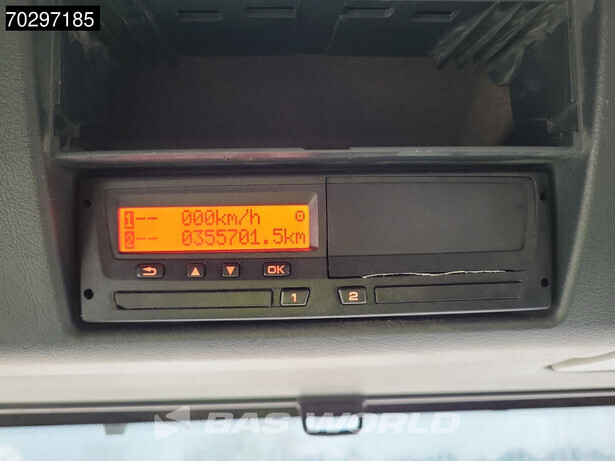 70297185
1-- 000km/h
2-- 0355701.5km
OK
1 2
BAS WORLD